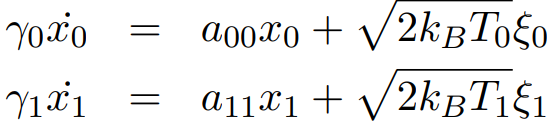 γ₀ẋ₀ = a₀₀x₀ + √(2k_BT₀)ξ₀
γ₁ẋ₁ = a₁₁x₁ + √(2k_BT₁)ξ₁